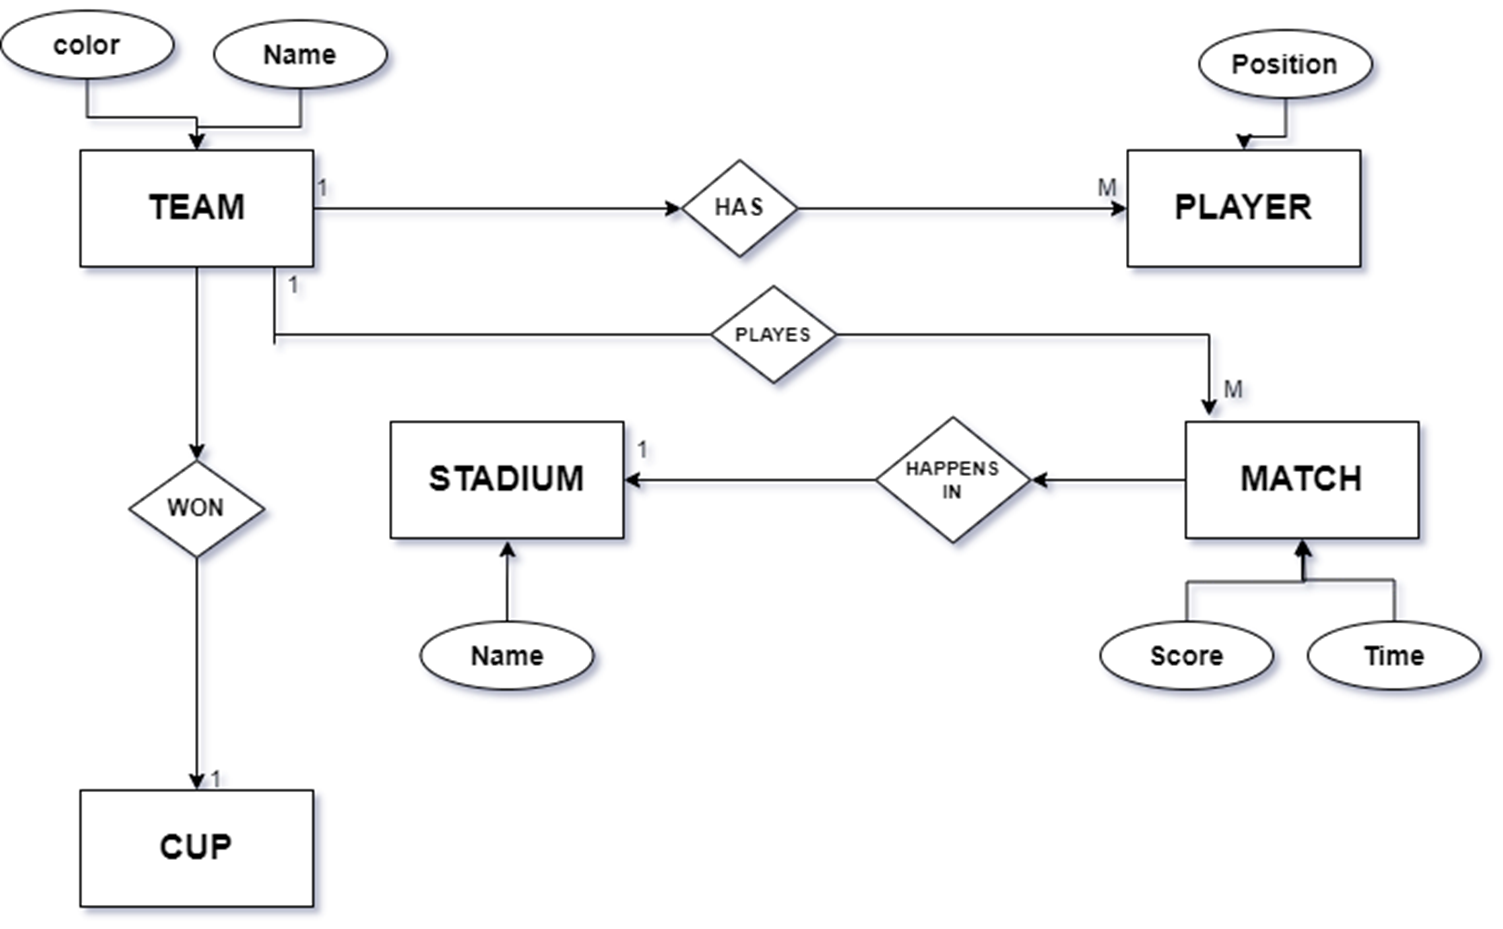 color
Name
Position
TEAM
1
HAS
M
PLAYER
1
PLAYES
M
STADIUM
1
HAPPENS
IN
MATCH
WON
Name
Score
Time
1
CUP